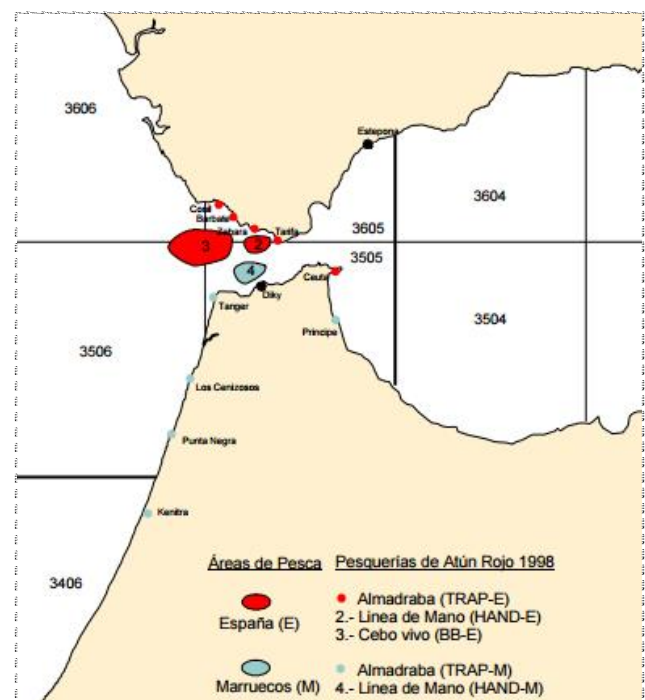 3606
Estepona
3604
Conil
Barbate
Zahara
Tarifa
3605
3
2
3505
4
Ceuta
Diky
Tanger
3504
Principe
3506
Los Cenizosos
Punta Negra
Kenitra
3406
Áreas de Pesca
Pesquerías de Atún Rojo 1998
España (E)
Almadraba (TRAP-E)
2.- Linea de Mano (HAND-E)
3.- Cebo vivo (BB-E)
Marruecos (M)
Almadraba (TRAP-M)
4.- Linea de Mano (HAND-M)